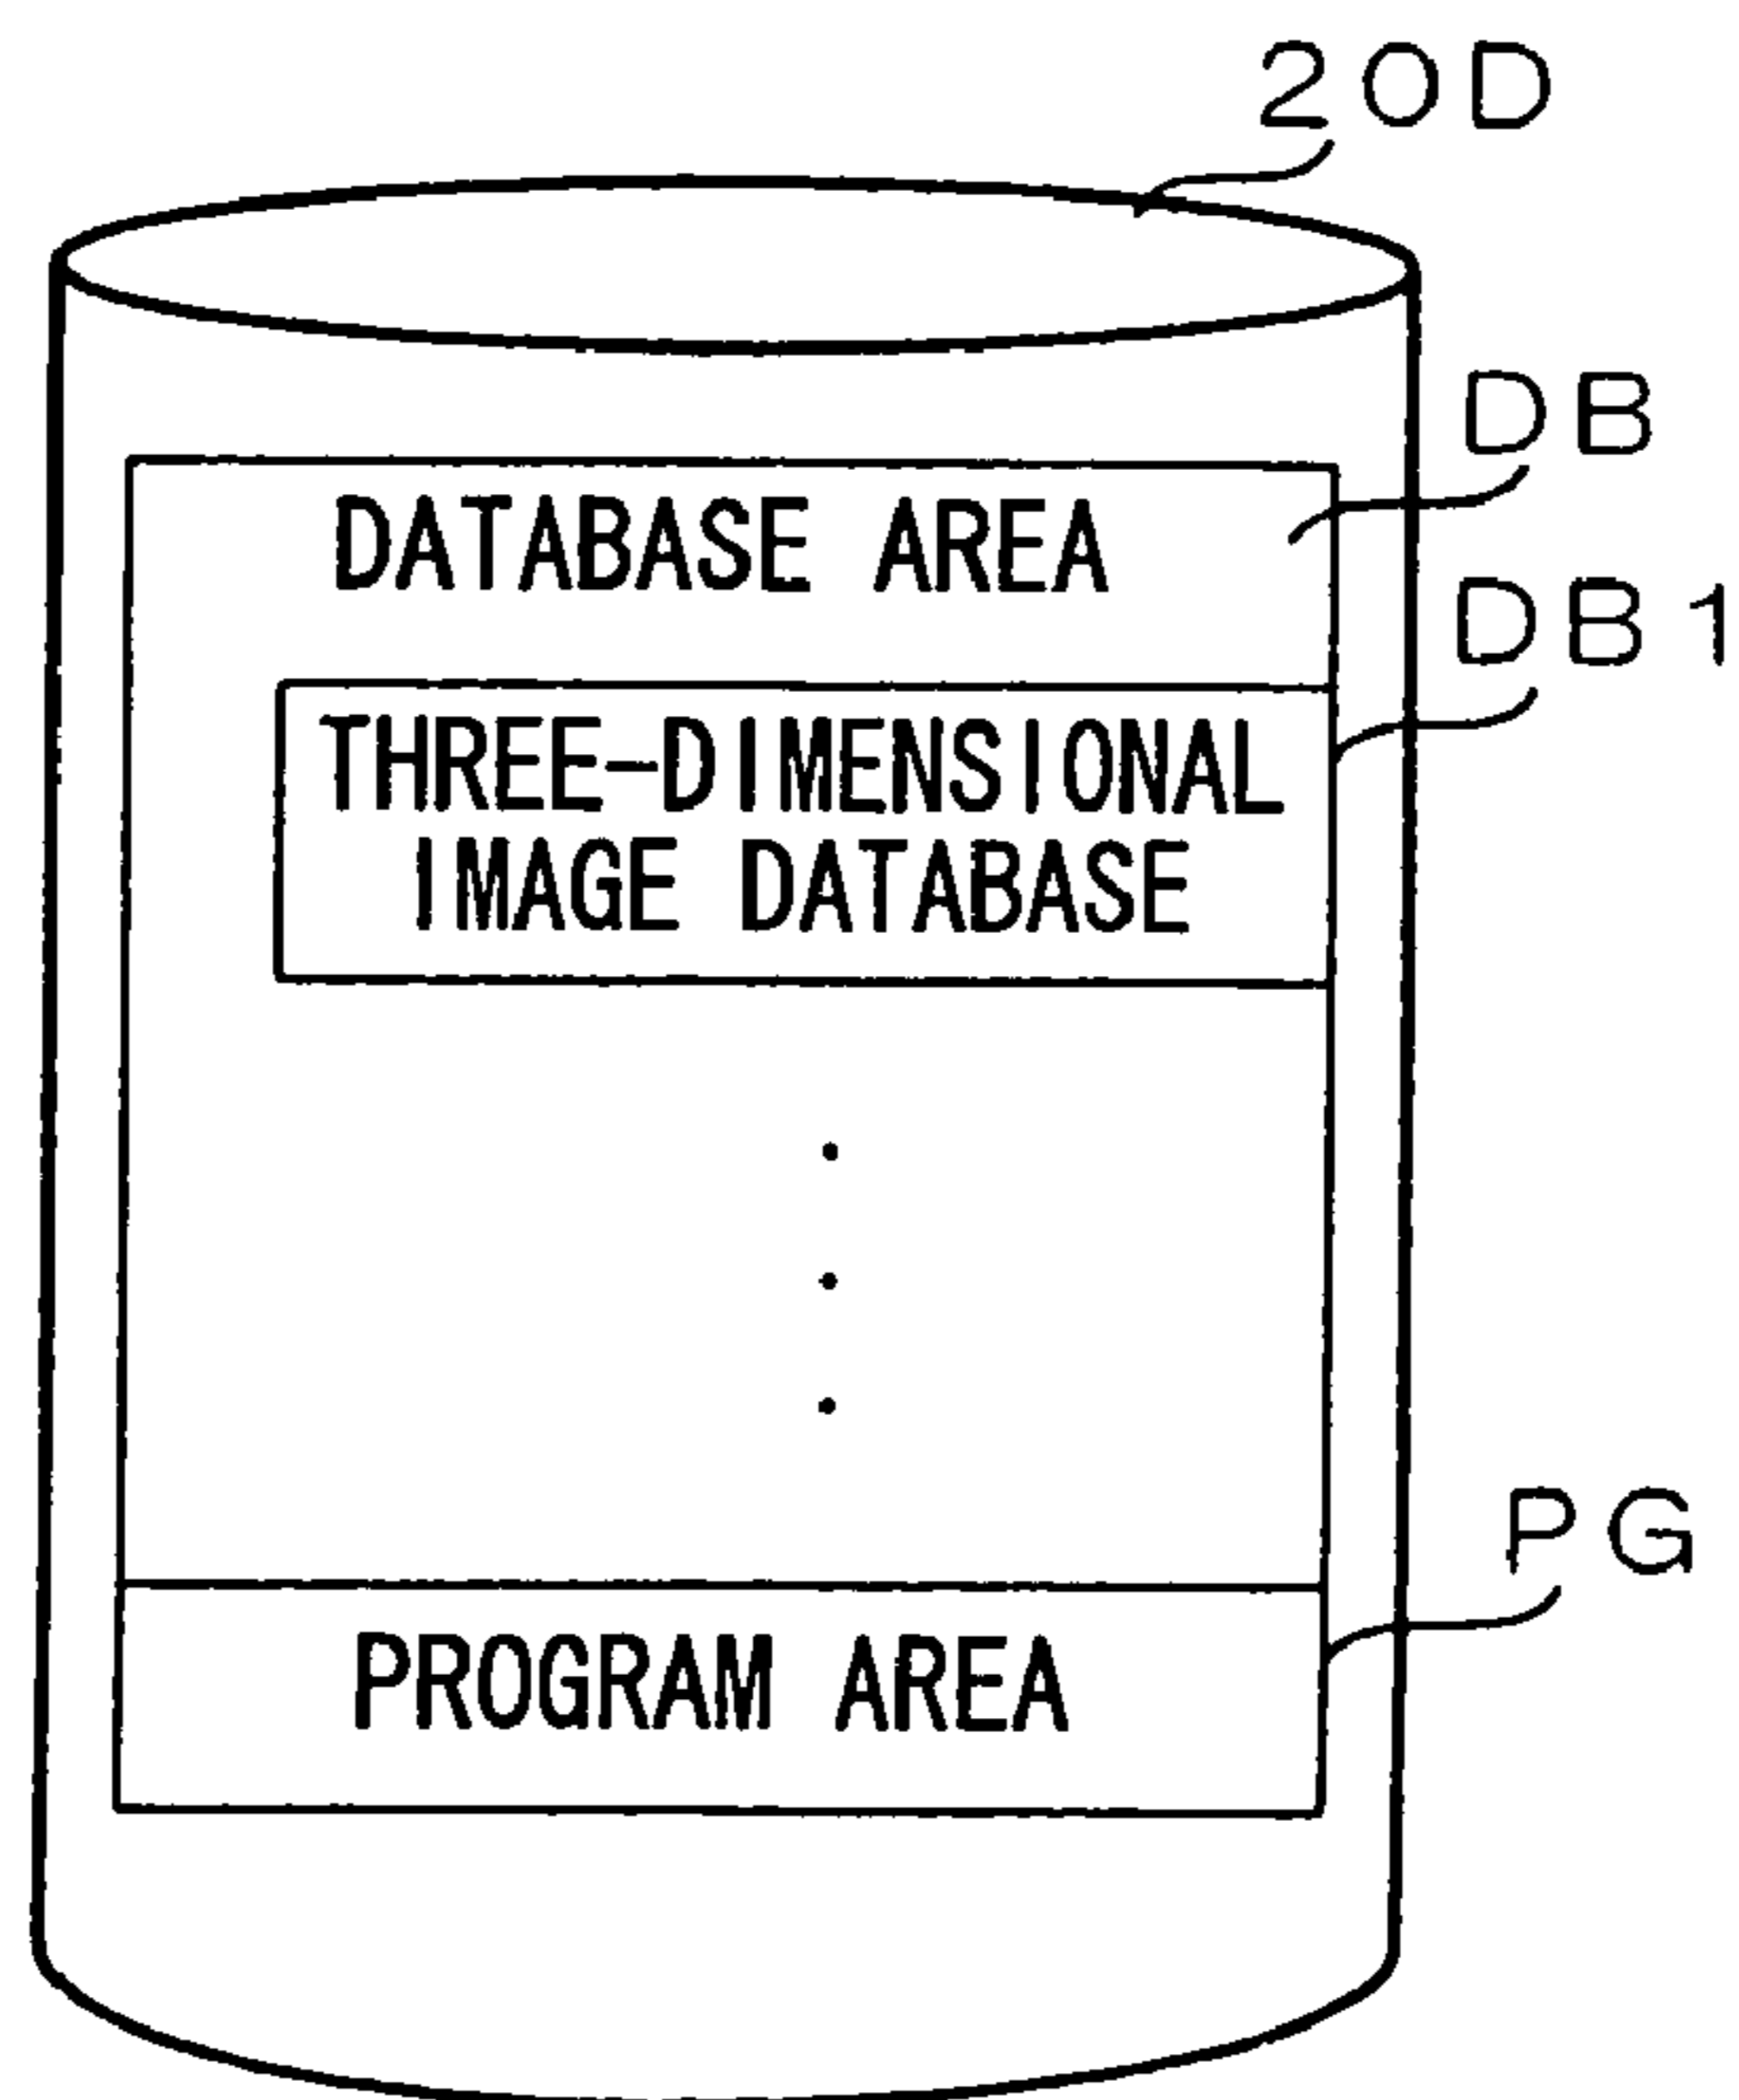 20D
DB
DATABASE AREA
DB1
THREE-DIMENSIONAL
IMAGE DATABASE
PG
PROGRAM AREA